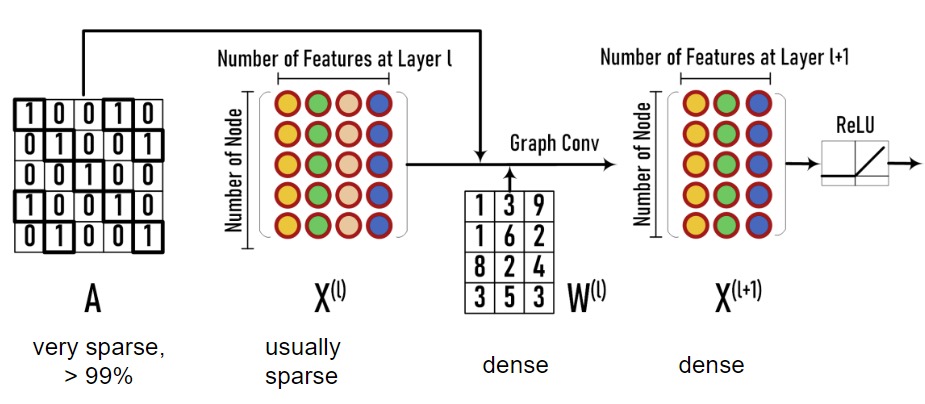 Number of Features at Layer l
Number of Features at Layer l+1
1 0 0 1 0
0 1 0 0 1
0 0 1 0 0
1 0 0 1 0
0 1 0 0 1
Number of Node
Graph Conv
Number of Node
ReLU
1 3 9
1 6 2
8 2 4
3 5 3
A
X(l)
W(l)
X(l+1)
very sparse,
> 99%
usually
sparse
dense
dense